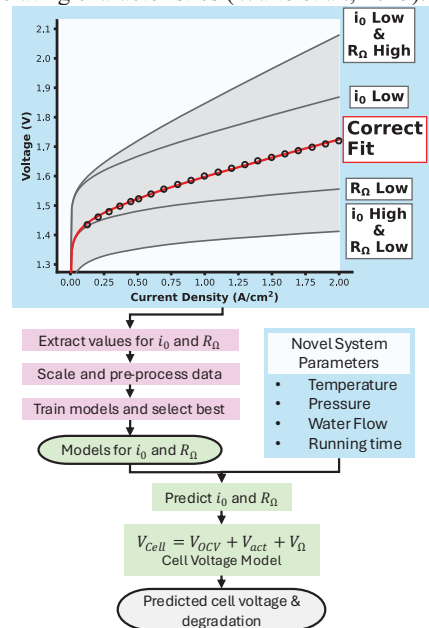 i₀ Low
&
R_Ω High
i₀ Low
Correct
Fit
R_Ω Low
i₀ High
&
R_Ω Low
Voltage (V)
2.1
2.0
1.9
1.8
1.7
1.6
1.5
1.4
1.3
0.00 0.25 0.50 0.75 1.00 1.25 1.50 1.75 2.00
Current Density (A/cm²)
Extract values for i₀ and R_Ω
Scale and pre-process data
Train models and select best
Models for i₀ and R_Ω
Novel System
Parameters
• Temperature
• Pressure
• Water Flow
• Running time
Predict i₀ and R_Ω
V_Cell = V_OCV + V_act + V_Ω
Cell Voltage Model
Predicted cell voltage &
degradation